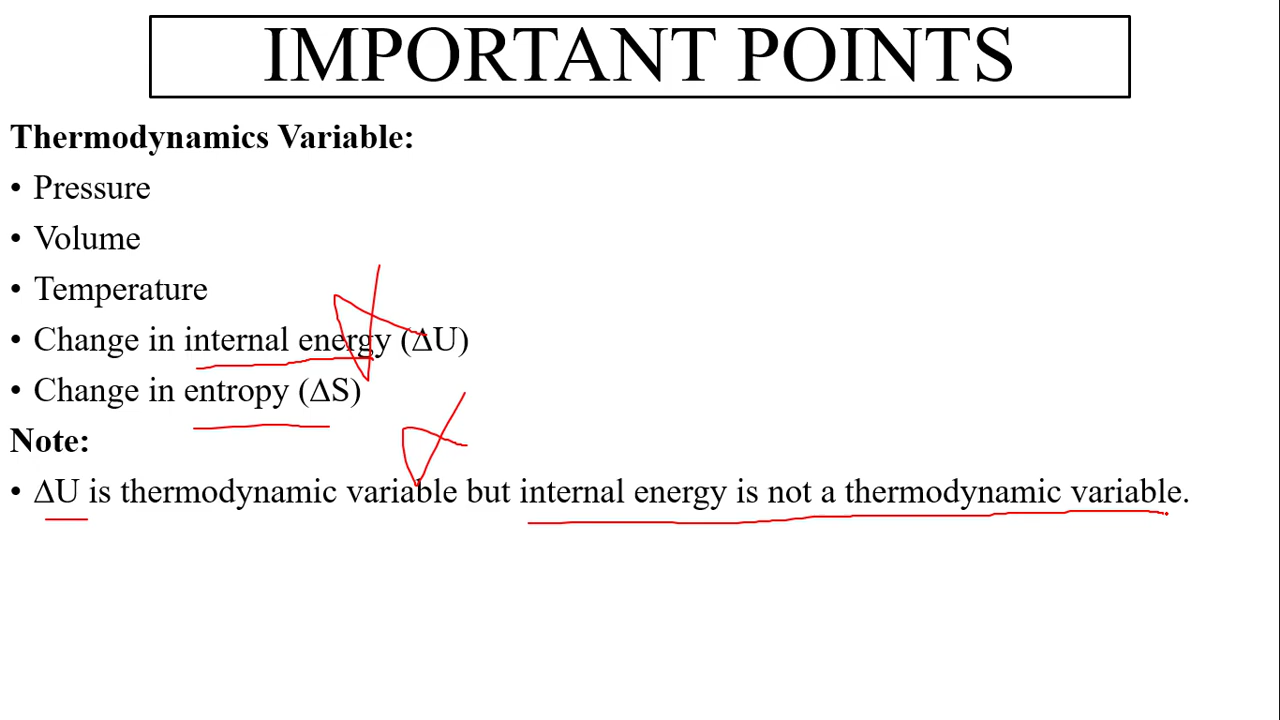 IMPORTANT POINTS
Thermodynamics Variable:
• Pressure
• Volume
• Temperature
• Change in internal energy (ΔU)
• Change in entropy (ΔS)
Note:
• ΔU is thermodynamic variable but internal energy is not a thermodynamic variable.